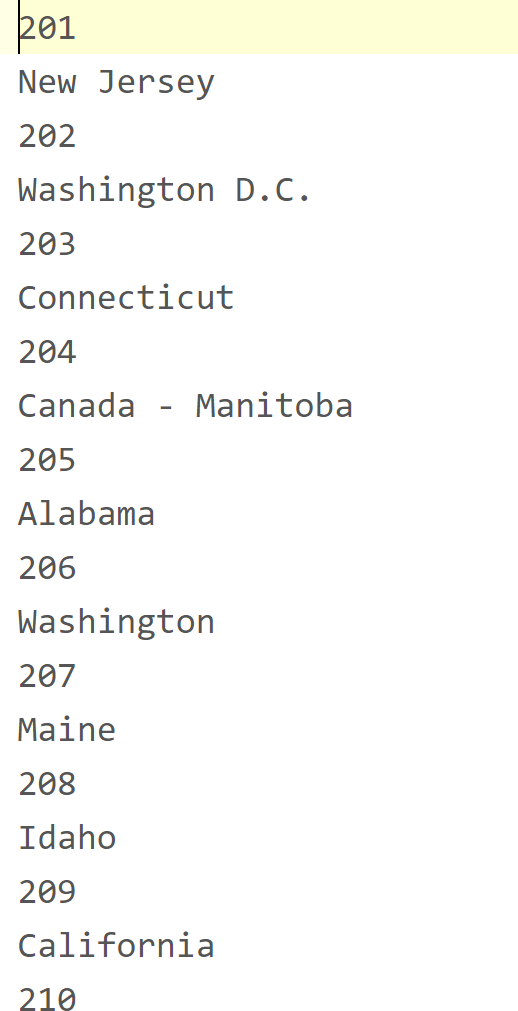 201
New Jersey
202
Washington D.C.
203
Connecticut
204
Canada - Manitoba
205
Alabama
206
Washington
207
Maine
208
Idaho
209
California
210